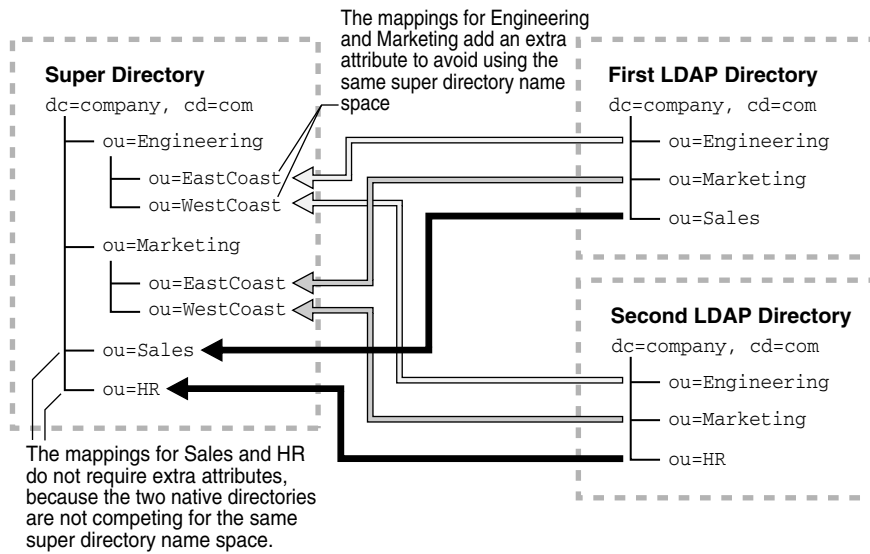 The mappings for Engineering
and Marketing add an extra
attribute to avoid using the
same super directory name
space
Super Directory
dc=company, cd=com
ou=Engineering
ou=EastCoast
ou=WestCoast
ou=Marketing
ou=EastCoast
ou=WestCoast
ou=Sales
ou=HR
The mappings for Sales and HR
do not require extra attributes,
because the two native directories
are not competing for the same
super directory name space.
First LDAP Directory
dc=company, cd=com
ou=Engineering
ou=Marketing
ou=Sales
Second LDAP Directory
dc=company, cd=com
ou=Engineering
ou=Marketing
ou=HR